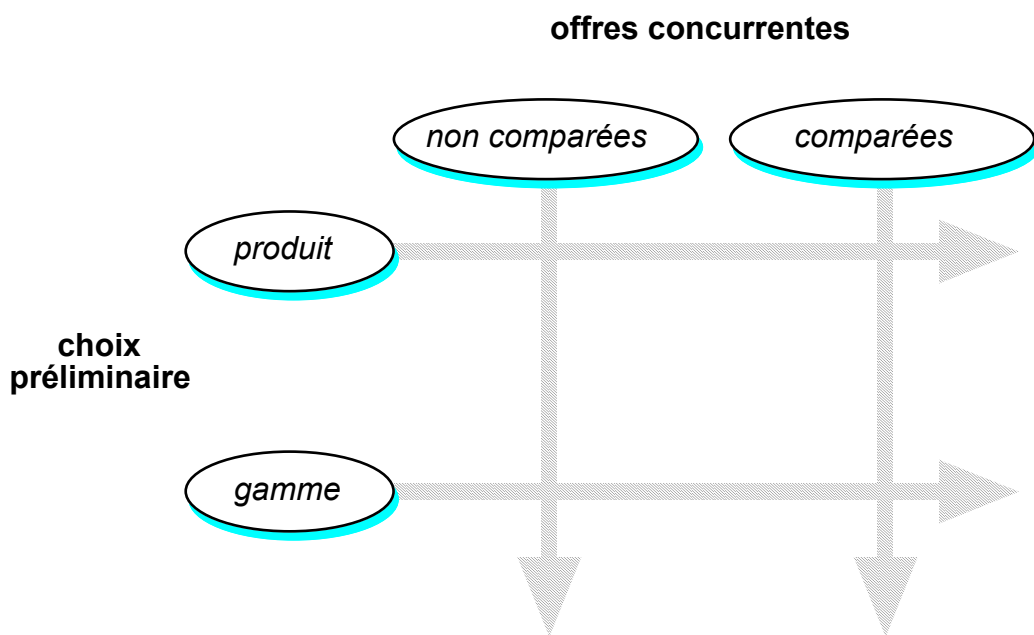 offres concurrentes
non comparées
comparées
produit
choix
préliminaire
gamme